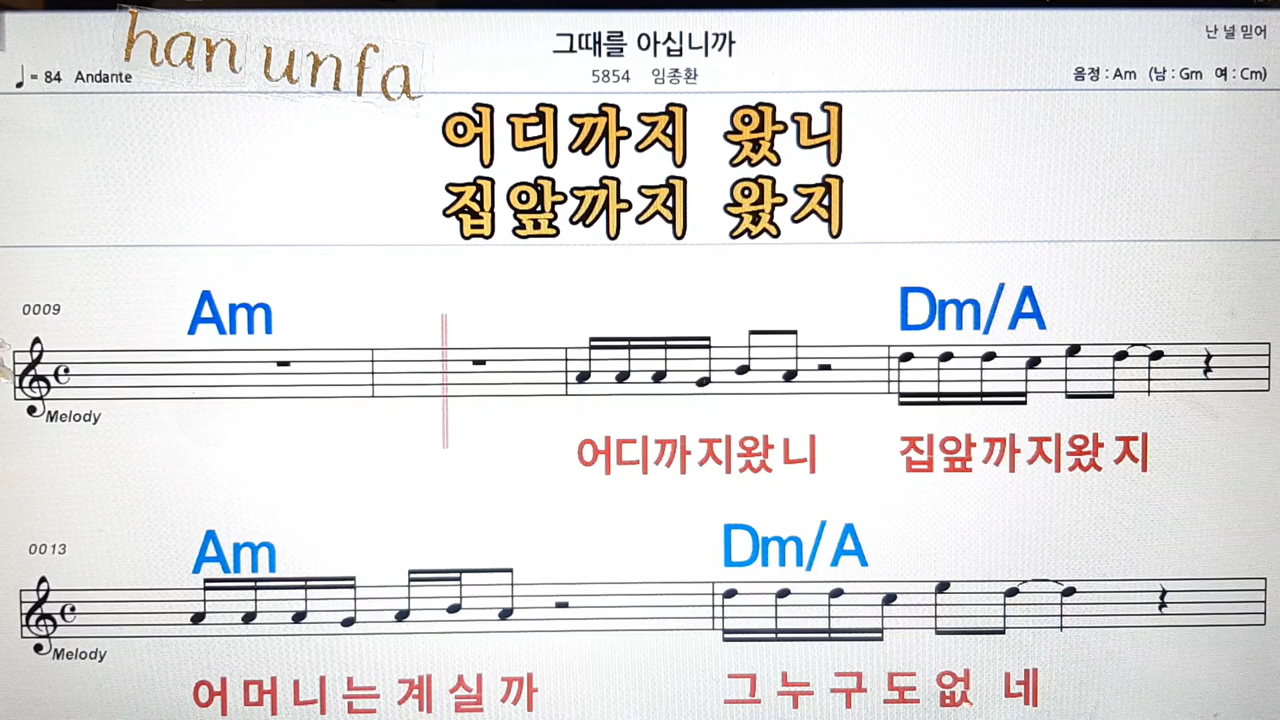 han unfa
그때를 아십니까
난 널 믿어
♩= 84 Andante
5854 임종환
음정 : Am (남 : Gm 여 : Cm)
어디까지 왔니
집앞까지 왔지
0009
Am
Dm/A
Melody
어디까지왔니 집앞까지왔지
0013
Am
Dm/A
Melody
어머니는계실까 그누구도없네